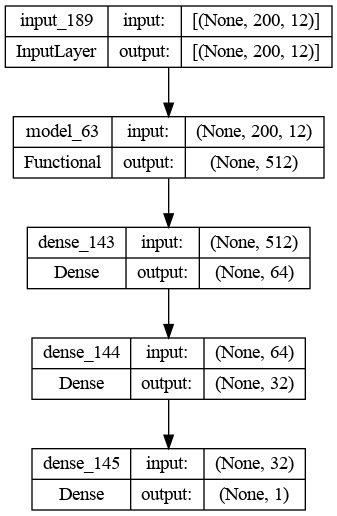 input_189 input: [(None, 200, 12)]
InputLayer output: [(None, 200, 12)]
model_63 input: (None, 200, 12)
Functional output: (None, 512)
dense_143 input: (None, 512)
Dense output: (None, 64)
dense_144 input: (None, 64)
Dense output: (None, 32)
dense_145 input: (None, 32)
Dense output: (None, 1)